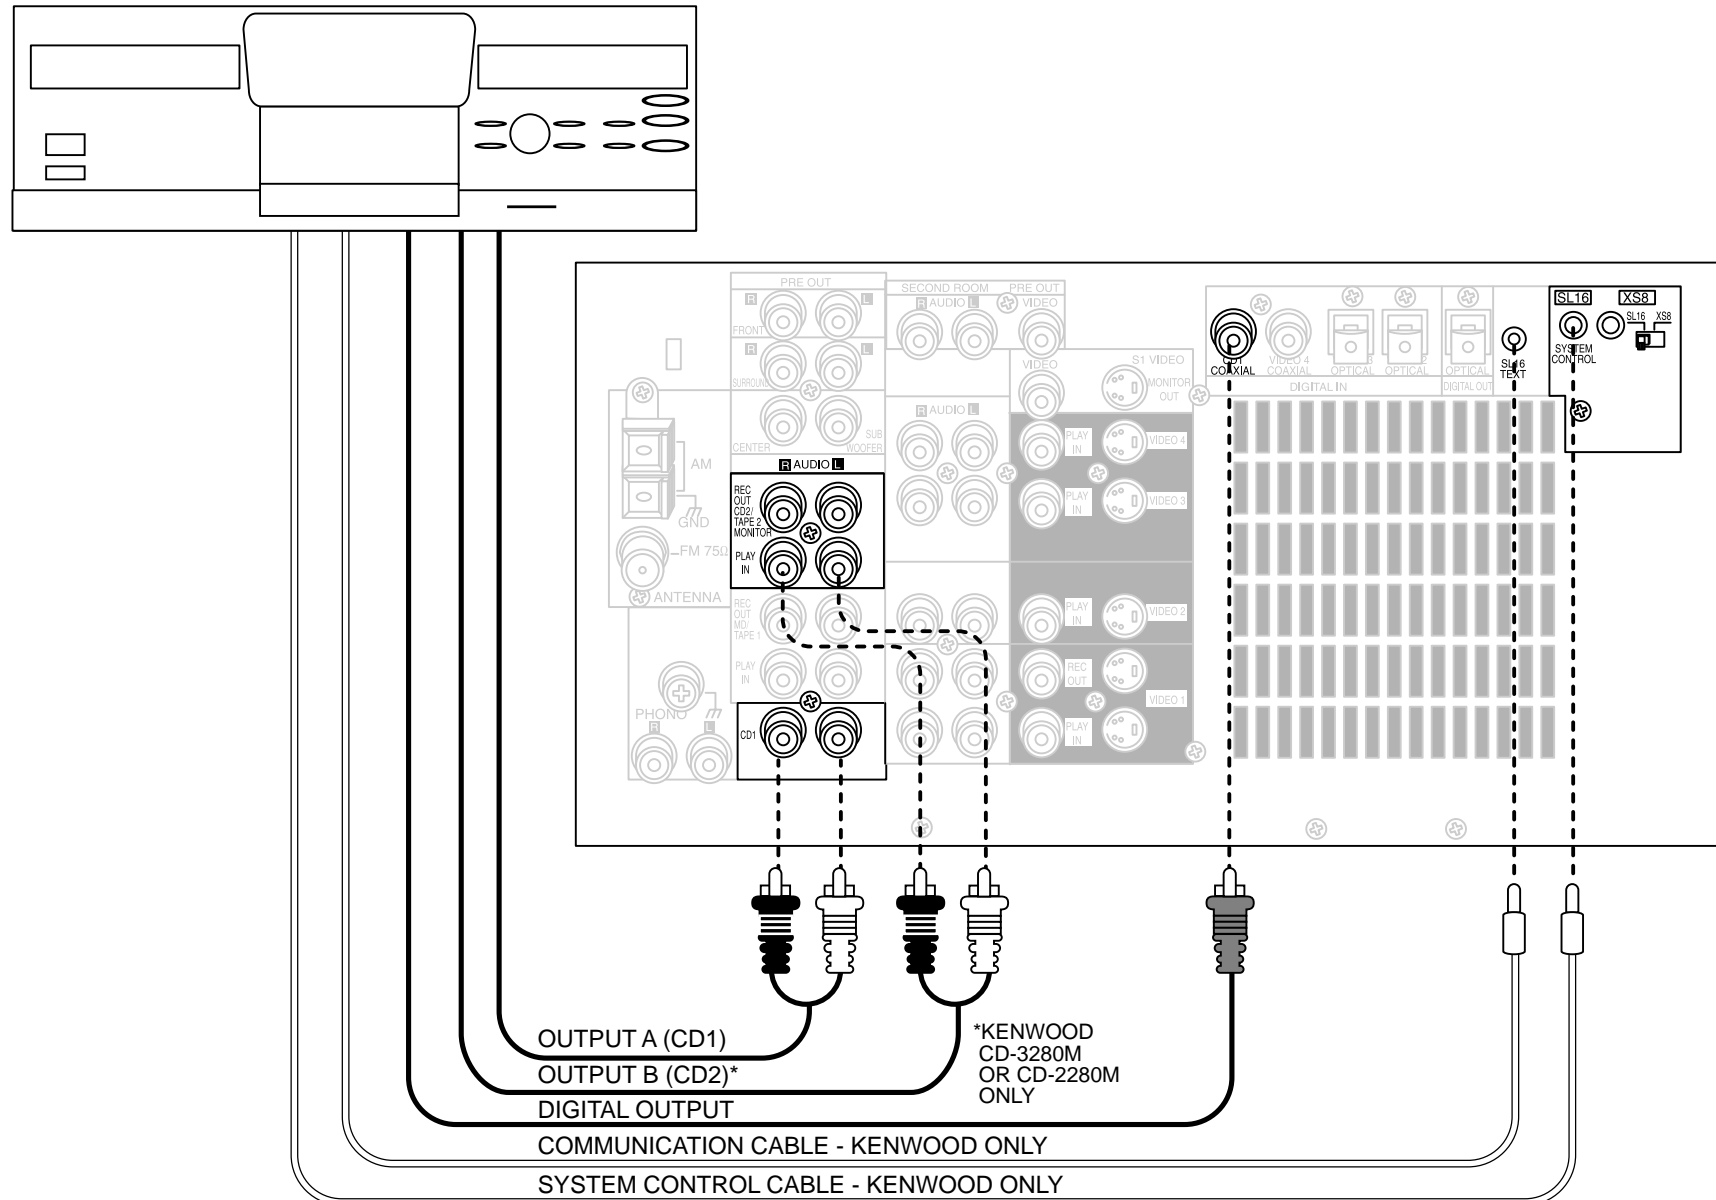 PRE OUT
R L
FRONT
R L
SURROUND
CENTER
SUB
WOOFER
SECOND ROOM PRE OUT
R AUDIO L VIDEO
VIDEO
S1 VIDEO
MONITOR
OUT
R AUDIO L
PLAY
IN
VIDEO 4
PLAY
IN
VIDEO 3
PLAY
IN
VIDEO 2
REC
OUT
VIDEO 1
PLAY
IN
AM
GND
FM 75Ω
ANTENNA
R AUDIO L
REC
OUT
CD2/
TAPE 2
MONITOR
PLAY
IN
REC
OUT
MD/
TAPE 1
PLAY
IN
PHONO
R L
CD1
CD1
COAXIAL
VIDEO 4
COAXIAL
OPTICAL
OPTICAL
OPTICAL
DIGITAL IN
DIGITAL OUT
SL16
TEXT
SL16 XS8
SL16 XS8
SYSTEM
CONTROL
OUTPUT A (CD1)
OUTPUT B (CD2)*
*KENWOOD
CD-3280M
OR CD-2280M
ONLY
DIGITAL OUTPUT
COMMUNICATION CABLE - KENWOOD ONLY
SYSTEM CONTROL CABLE - KENWOOD ONLY